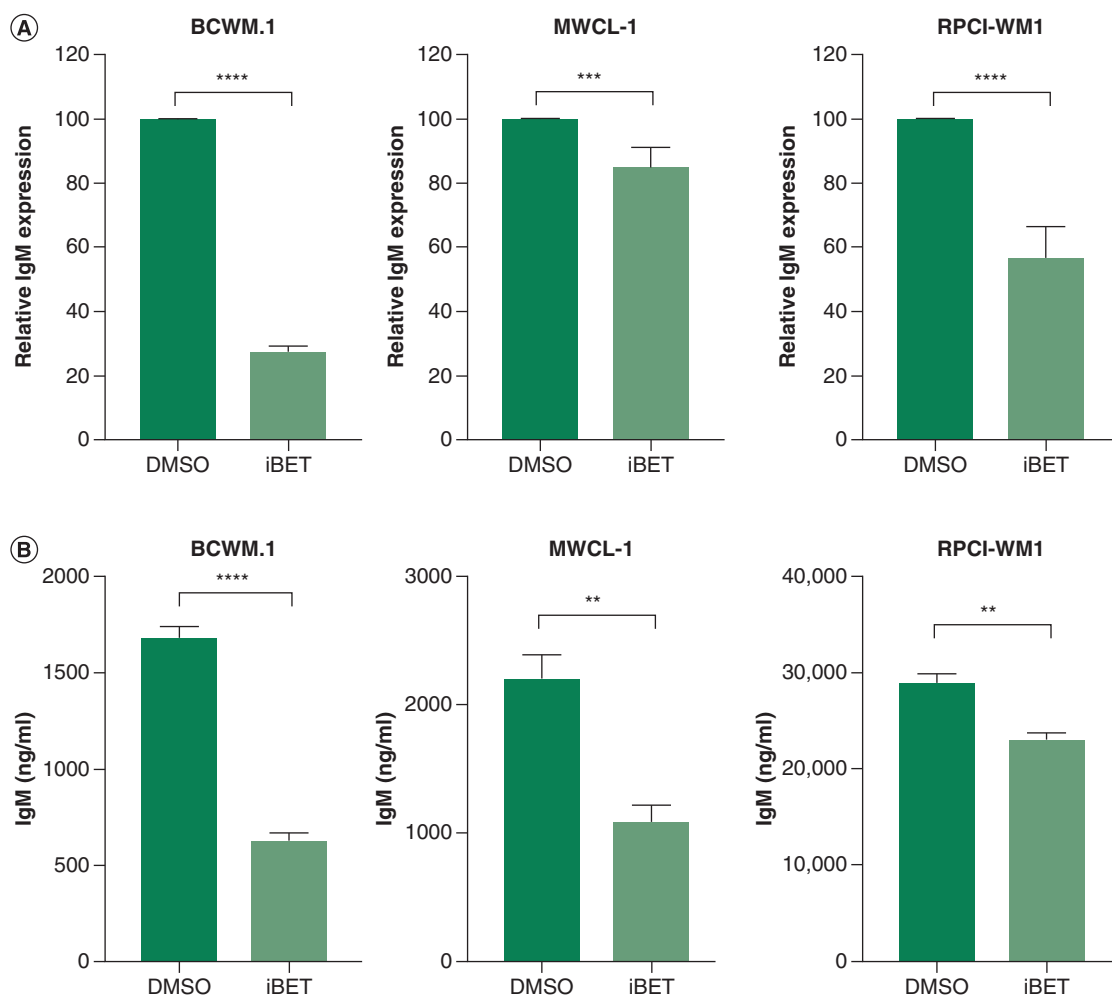 A
BCWM.1
MWCL-1
RPCI-WM1
Relative IgM expression
120
100
80
60
40
20
0
****
DMSO
iBET
Relative IgM expression
120
100
80
60
40
20
0
***
DMSO
iBET
Relative IgM expression
120
100
80
60
40
20
0
****
DMSO
iBET
B
BCWM.1
MWCL-1
RPCI-WM1
IgM (ng/ml)
2000
1500
1000
500
0
****
DMSO
iBET
IgM (ng/ml)
3000
2000
1000
0
**
DMSO
iBET
IgM (ng/ml)
40,000
30,000
20,000
10,000
0
**
DMSO
iBET